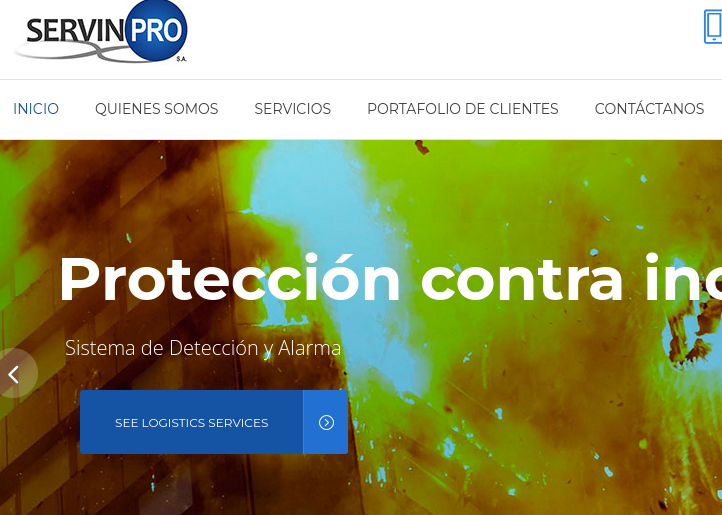 SERVINPRO
S.A.
INICIO QUIENES SOMOS SERVICIOS PORTAFOLIO DE CLIENTES CONTÁCTANOS
Protección contra inc
Sistema de Detección y Alarma
SEE LOGISTICS SERVICES